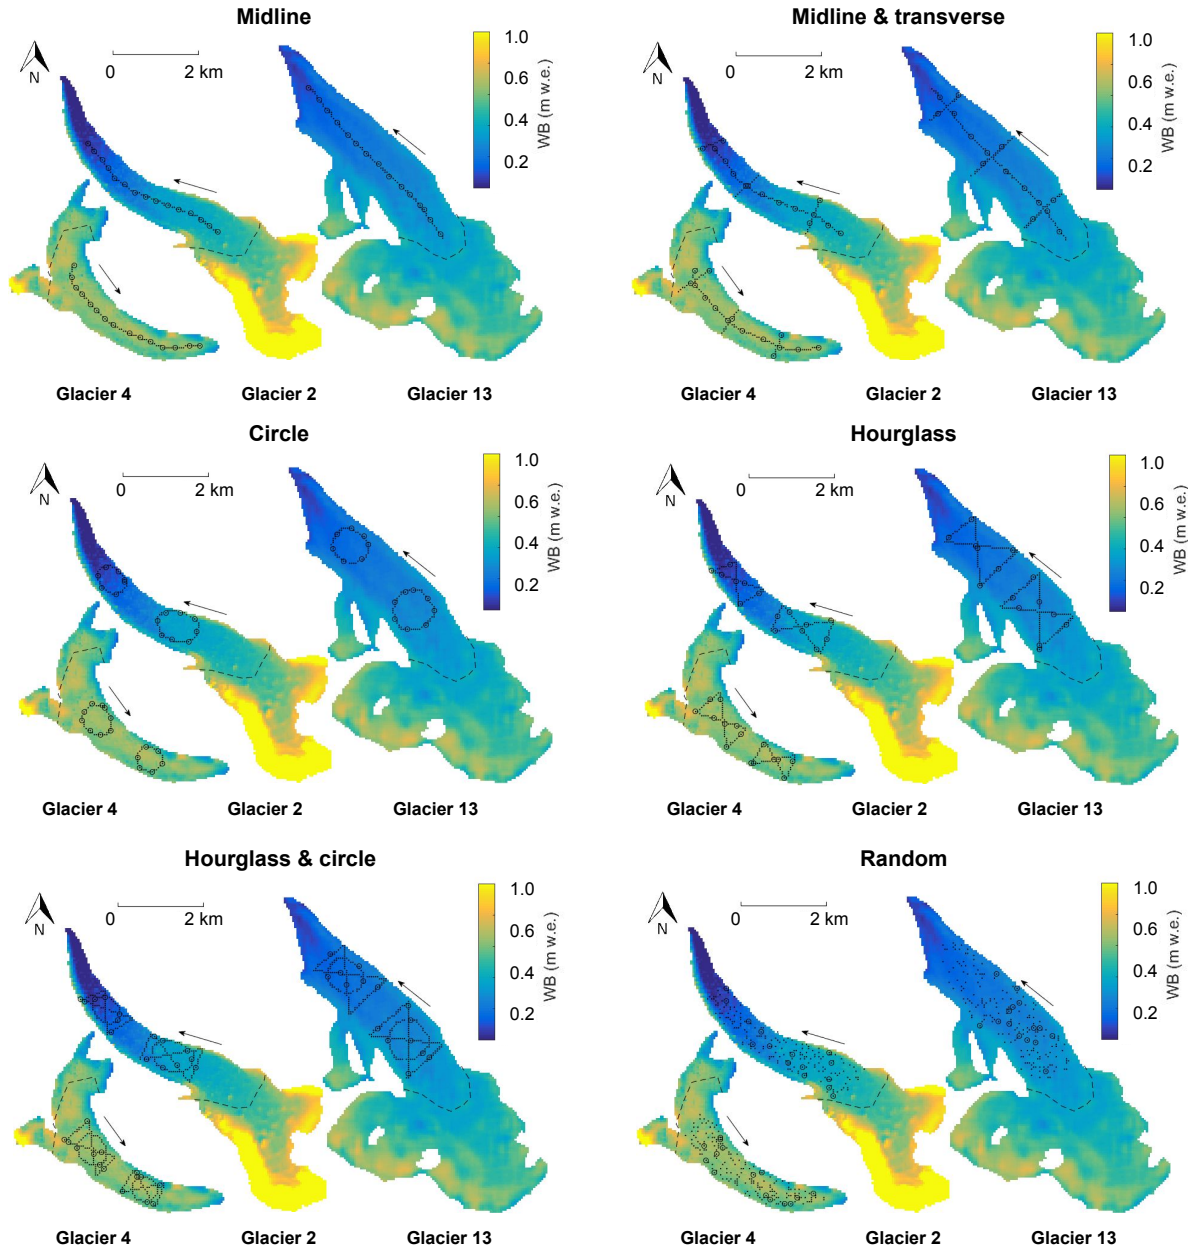 Midline
N
0 2 km
1.0
0.6
0.4
0.2
WB (m w.e.)
Glacier 4 Glacier 2 Glacier 13
Midline & transverse
N
0 2 km
1.0
0.6
0.4
0.2
WB (m w.e.)
Glacier 4 Glacier 2 Glacier 13
Circle
N
0 2 km
1.0
0.6
0.4
0.2
WB (m w.e.)
Glacier 4 Glacier 2 Glacier 13
Hourglass
N
0 2 km
1.0
0.6
0.4
0.2
WB (m w.e.)
Glacier 4 Glacier 2 Glacier 13
Hourglass & circle
N
0 2 km
1.0
0.6
0.4
0.2
WB (m w.e.)
Glacier 4 Glacier 2 Glacier 13
Random
N
0 2 km
1.0
0.6
0.4
0.2
WB (m w.e.)
Glacier 4 Glacier 2 Glacier 13